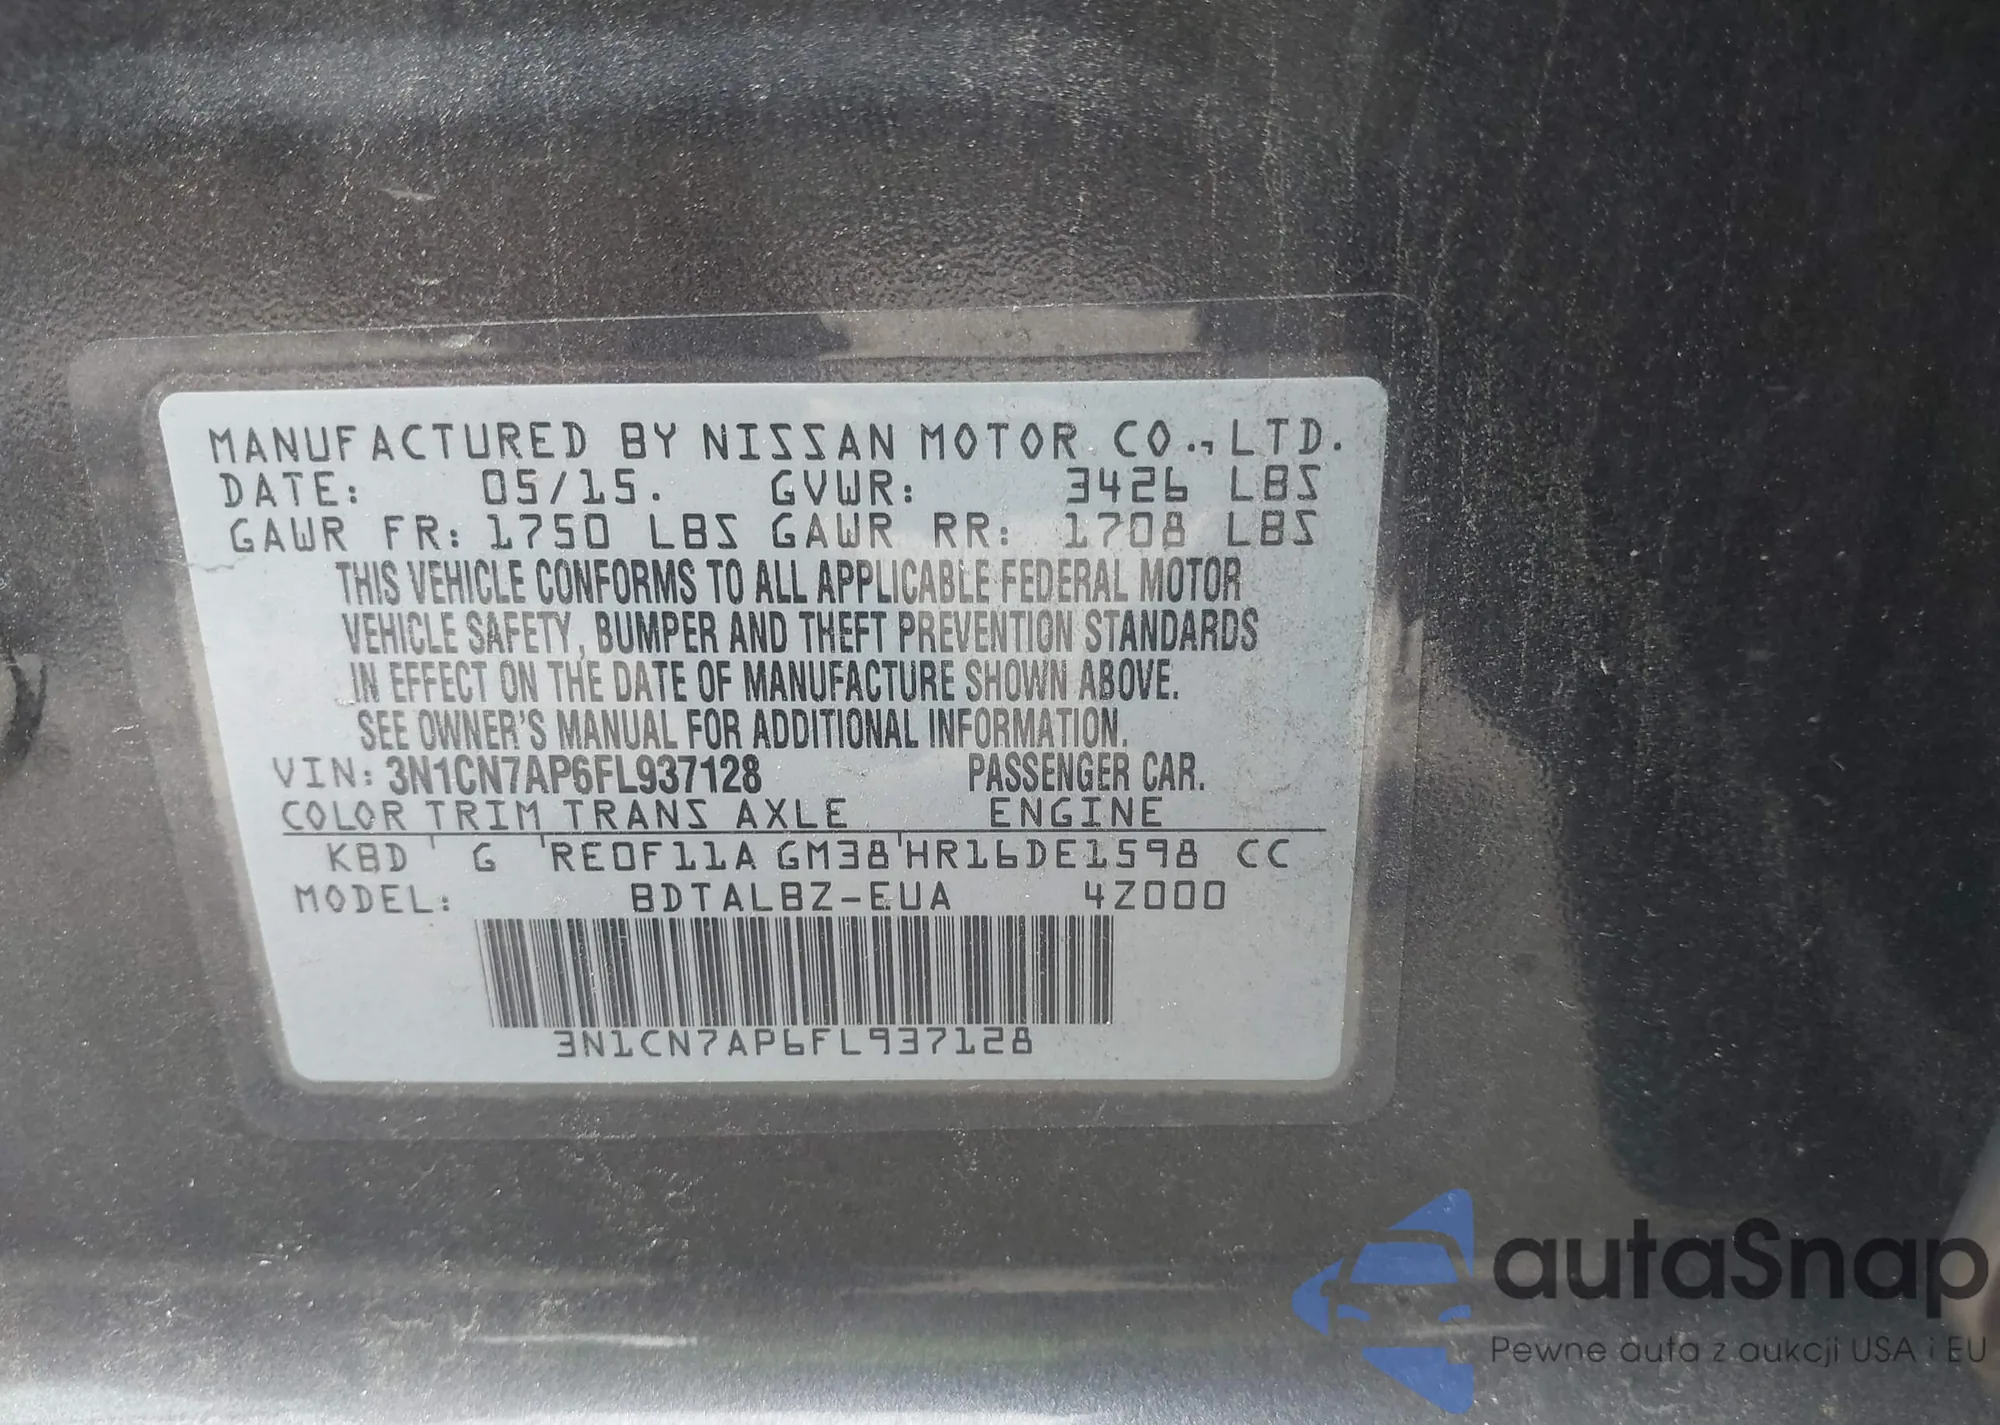 MANUFACTURED BY NISSAN MOTOR CO., LTD.
DATE: 05/15. GVWR: 3426 LBS
GAWR FR: 1750 LBS GAWR RR: 1708 LBS
THIS VEHICLE CONFORMS TO ALL APPLICABLE FEDERAL MOTOR
VEHICLE SAFETY, BUMPER AND THEFT PREVENTION STANDARDS
IN EFFECT ON THE DATE OF MANUFACTURE SHOWN ABOVE.
SEE OWNER'S MANUAL FOR ADDITIONAL INFORMATION.
VIN: 3N1CN7AP6FL937128 PASSENGER CAR.
COLOR TRIM TRANS AXLE ENGINE
KBD ' G 'RE0F11A GM38'HR16DE1598 CC
MODEL: BDTALBZ-EUA 4Z000
3N1CN7AP6FL937128
autaSnap
Pewne auta z aukcji USA i EU